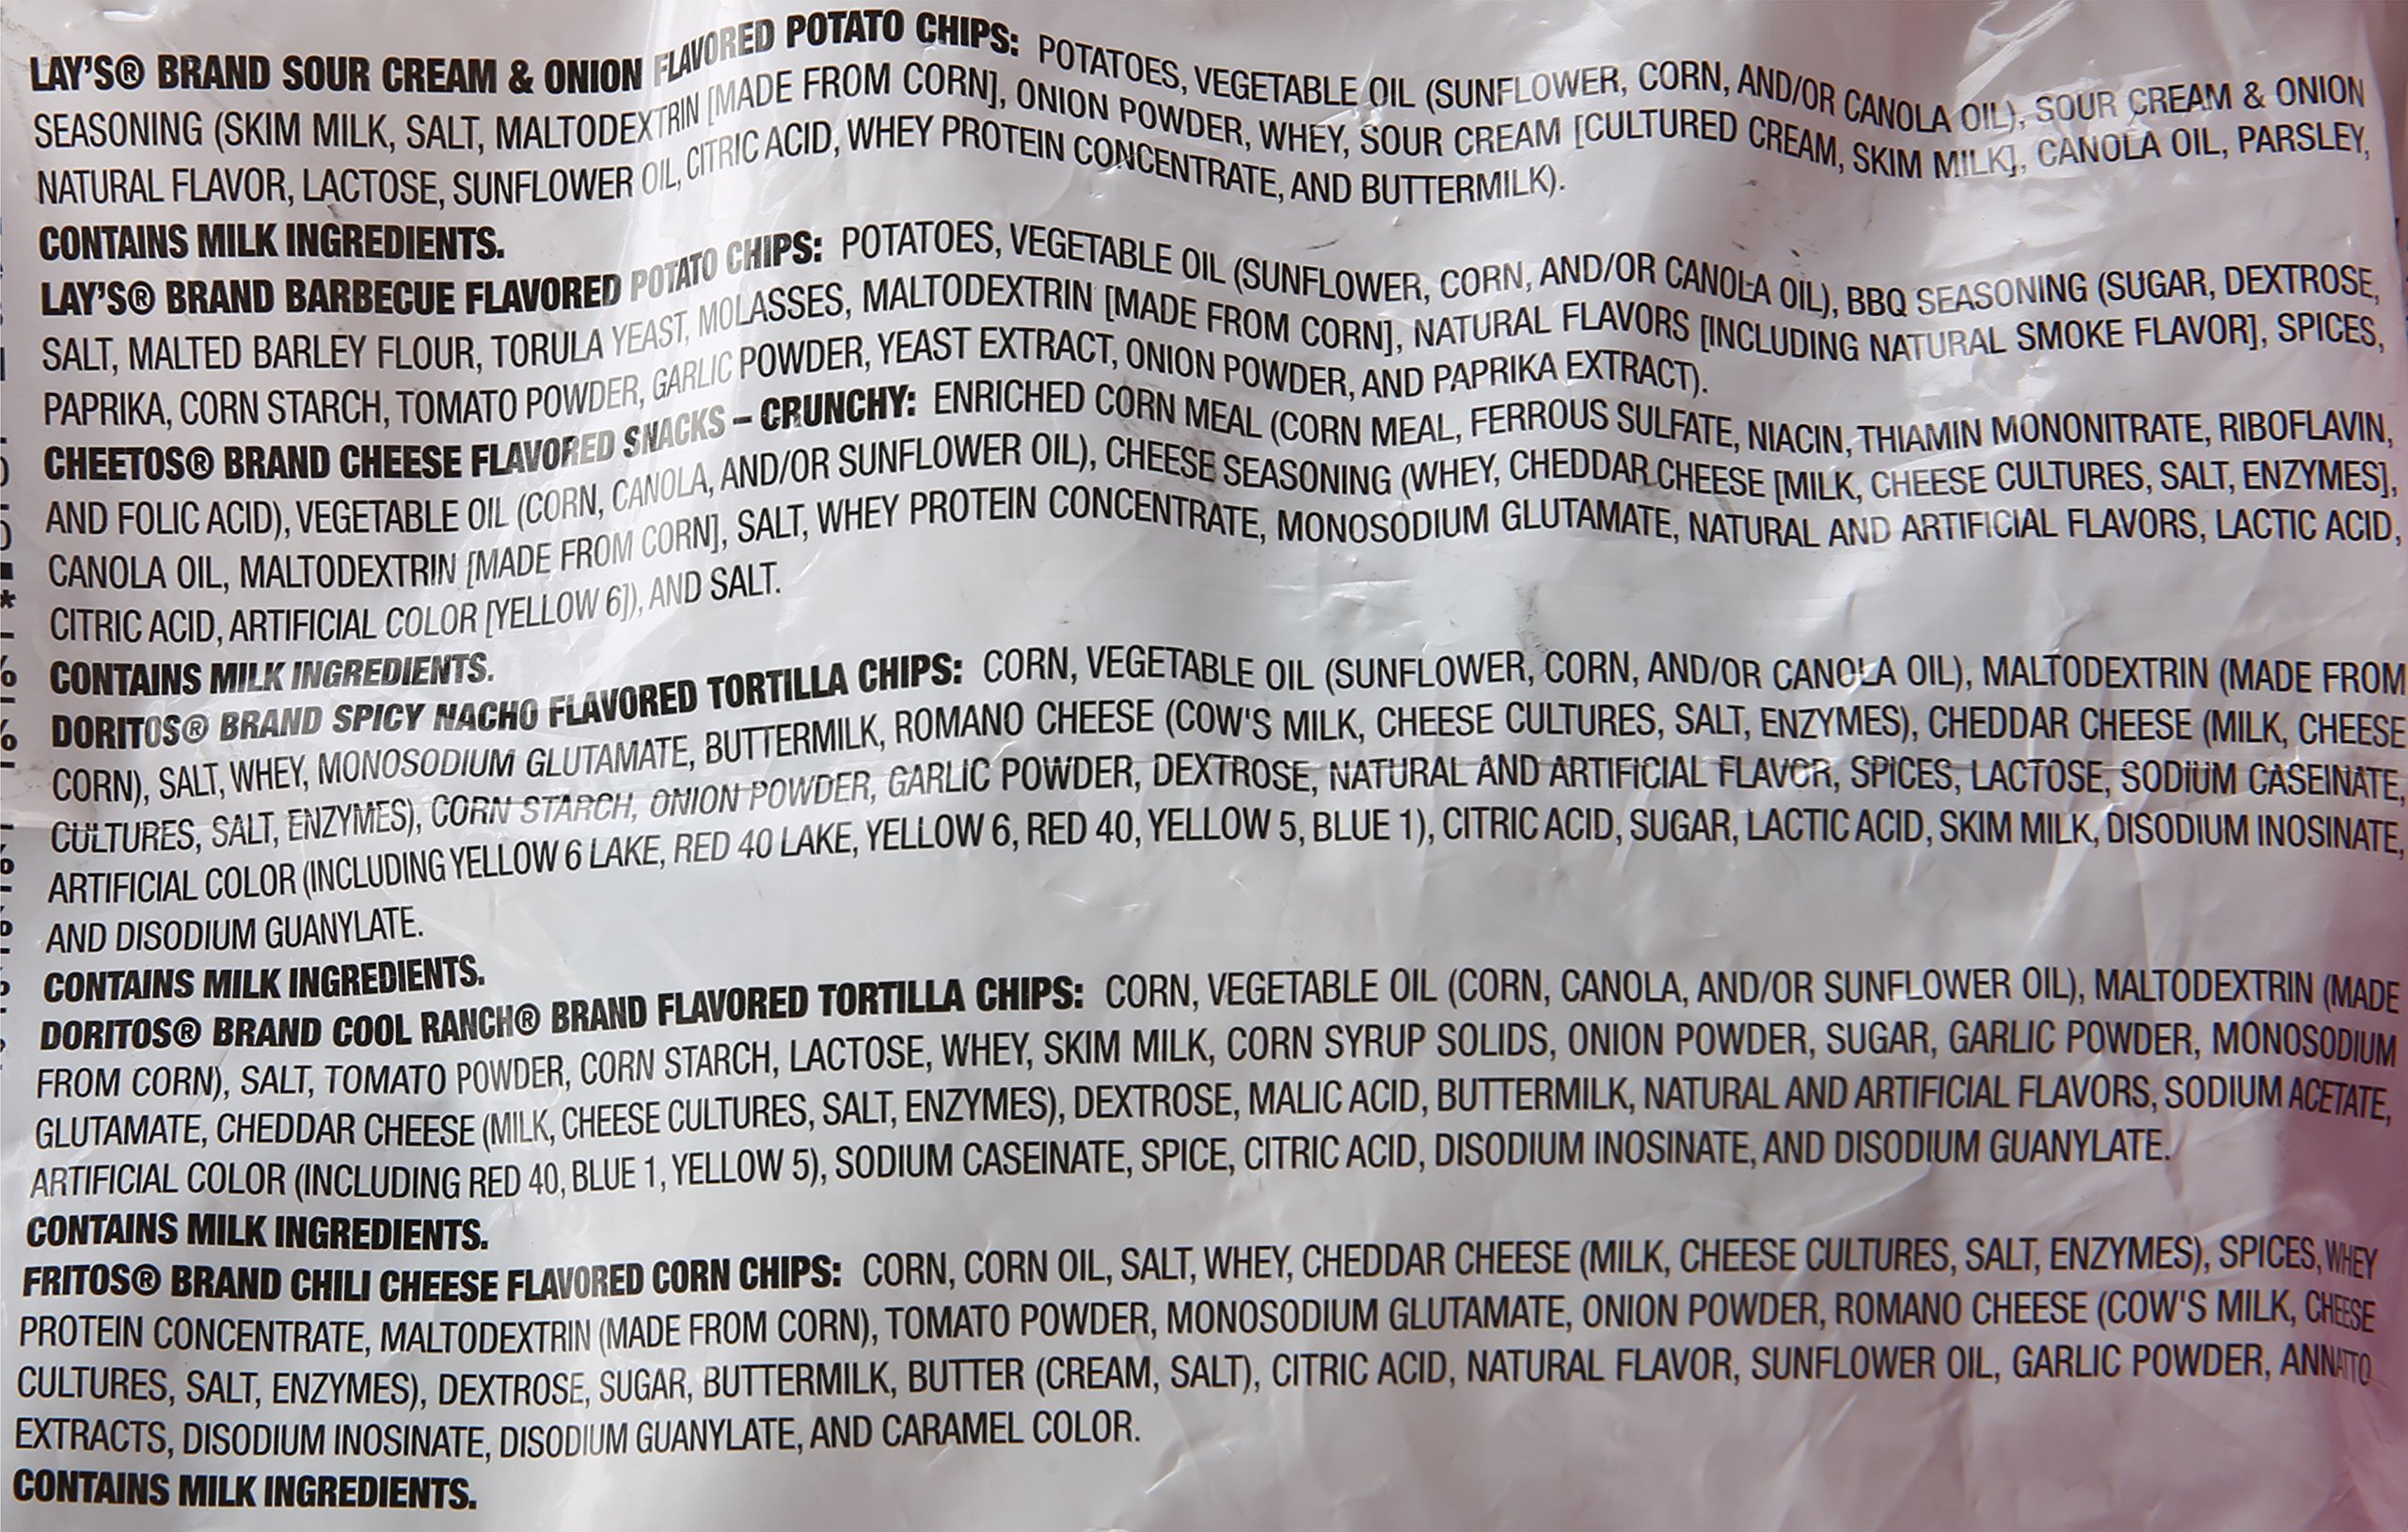 LAY'S® BRAND SOUR CREAM & ONION FLAVORED POTATO CHIPS: POTATOES, VEGETABLE OIL (SUNFLOWER, CORN, AND/OR CANOLA OIL), SOUR CREAM & ONION
SEASONING (SKIM MILK, SALT, MALTODEXTRIN [MADE FROM CORN], ONION POWDER, WHEY, SOUR CREAM [CULTURED CREAM, SKIM MILK], CANOLA OIL, PARSLEY,
NATURAL FLAVOR, LACTOSE, SUNFLOWER OIL, CITRIC ACID, WHEY PROTEIN CONCENTRATE, AND BUTTERMILK).
CONTAINS MILK INGREDIENTS.
LAY'S® BRAND BARBECUE FLAVORED POTATO CHIPS: POTATOES, VEGETABLE OIL (SUNFLOWER, CORN, AND/OR CANOLA OIL), BBQ SEASONING (SUGAR, DEXTROSE,
SALT, MALTED BARLEY FLOUR, TORULA YEAST, MOLASSES, MALTODEXTRIN [MADE FROM CORN], NATURAL FLAVORS [INCLUDING NATURAL SMOKE FLAVOR], SPICES,
PAPRIKA, CORN STARCH, TOMATO POWDER, GARLIC POWDER, YEAST EXTRACT, ONION POWDER, AND PAPRIKA EXTRACT).
CHEETOS® BRAND CHEESE FLAVORED SNACKS – CRUNCHY: ENRICHED CORN MEAL (CORN MEAL, FERROUS SULFATE, NIACIN, THIAMIN MONONITRATE, RIBOFLAVIN,
AND FOLIC ACID), VEGETABLE OIL (CORN, CANOLA, AND/OR SUNFLOWER OIL), CHEESE SEASONING (WHEY, CHEDDAR CHEESE [MILK, CHEESE CULTURES, SALT, ENZYMES],
CANOLA OIL, MALTODEXTRIN [MADE FROM CORN], SALT, WHEY PROTEIN CONCENTRATE, MONOSODIUM GLUTAMATE, NATURAL AND ARTIFICIAL FLAVORS, LACTIC ACID,
CITRIC ACID, ARTIFICIAL COLOR [YELLOW 6]), AND SALT.
CONTAINS MILK INGREDIENTS.
DORITOS® BRAND SPICY NACHO FLAVORED TORTILLA CHIPS: CORN, VEGETABLE OIL (SUNFLOWER, CORN, AND/OR CANOLA OIL), MALTODEXTRIN (MADE FROM
CORN), SALT, WHEY, MONOSODIUM GLUTAMATE, BUTTERMILK, ROMANO CHEESE (COW'S MILK, CHEESE CULTURES, SALT, ENZYMES), CHEDDAR CHEESE (MILK, CHEESE
CULTURES, SALT, ENZYMES), CORN STARCH, ONION POWDER, GARLIC POWDER, DEXTROSE, NATURAL AND ARTIFICIAL FLAVOR, SPICES, LACTOSE, SODIUM CASEINATE,
ARTIFICIAL COLOR (INCLUDING YELLOW 6 LAKE, RED 40 LAKE, YELLOW 6, RED 40, YELLOW 5, BLUE 1), CITRIC ACID, SUGAR, LACTIC ACID, SKIM MILK, DISODIUM INOSINATE,
AND DISODIUM GUANYLATE.
CONTAINS MILK INGREDIENTS.
DORITOS® BRAND COOL RANCH® BRAND FLAVORED TORTILLA CHIPS: CORN, VEGETABLE OIL (CORN, CANOLA, AND/OR SUNFLOWER OIL), MALTODEXTRIN (MADE
FROM CORN), SALT, TOMATO POWDER, CORN STARCH, LACTOSE, WHEY, SKIM MILK, CORN SYRUP SOLIDS, ONION POWDER, SUGAR, GARLIC POWDER, MONOSODIUM
GLUTAMATE, CHEDDAR CHEESE (MILK, CHEESE CULTURES, SALT, ENZYMES), DEXTROSE, MALIC ACID, BUTTERMILK, NATURAL AND ARTIFICIAL FLAVORS, SODIUM ACETATE,
ARTIFICIAL COLOR (INCLUDING RED 40, BLUE 1, YELLOW 5), SODIUM CASEINATE, SPICE, CITRIC ACID, DISODIUM INOSINATE, AND DISODIUM GUANYLATE.
CONTAINS MILK INGREDIENTS.
FRITOS® BRAND CHILI CHEESE FLAVORED CORN CHIPS: CORN, CORN OIL, SALT, WHEY, CHEDDAR CHEESE (MILK, CHEESE CULTURES, SALT, ENZYMES), SPICES, WHEY
PROTEIN CONCENTRATE, MALTODEXTRIN (MADE FROM CORN), TOMATO POWDER, MONOSODIUM GLUTAMATE, ONION POWDER, ROMANO CHEESE (COW'S MILK, CHEESE
CULTURES, SALT, ENZYMES), DEXTROSE, SUGAR, BUTTERMILK, BUTTER (CREAM, SALT), CITRIC ACID, NATURAL FLAVOR, SUNFLOWER OIL, GARLIC POWDER, ANNATTO
EXTRACTS, DISODIUM INOSINATE, DISODIUM GUANYLATE, AND CARAMEL COLOR.
CONTAINS MILK INGREDIENTS.